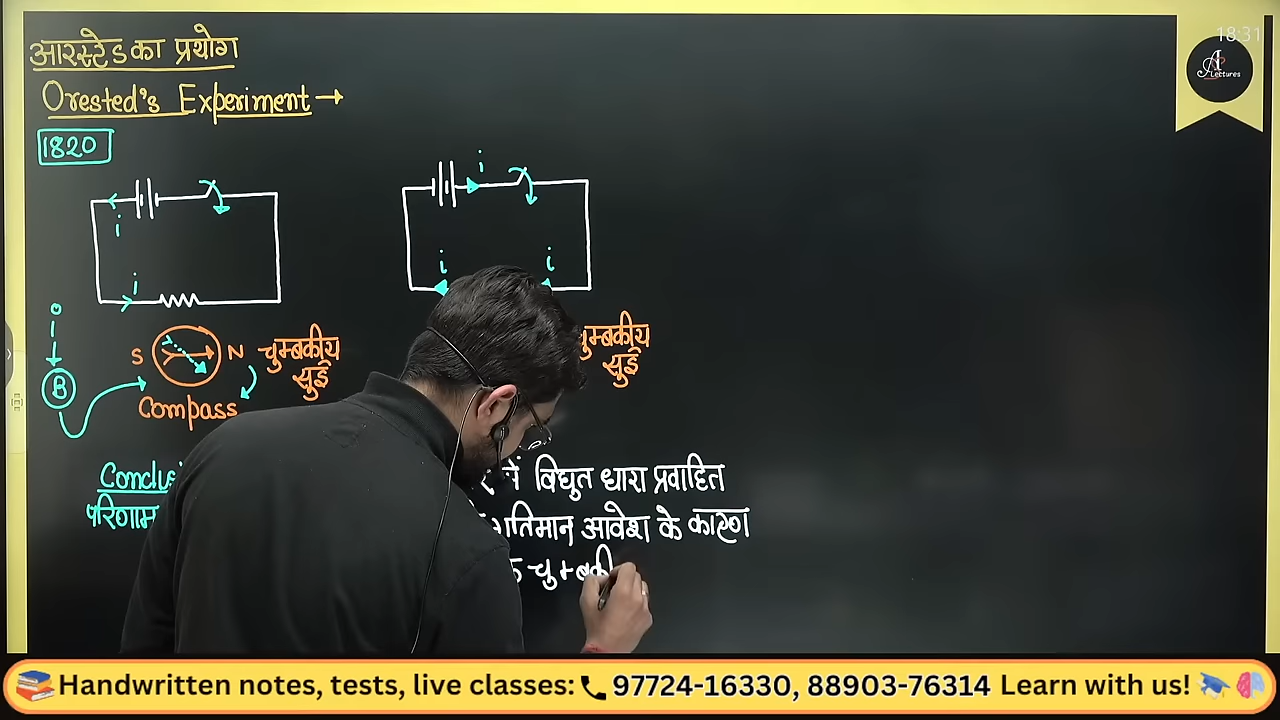 आरस्टेड का प्रयोग
Orested's Experiment →
1820
18:31
A Lectures
i
i
i
i
i
B
S
N
चुम्बकीय
सुई
Compass
चुम्बकीय
सुई
परिणाम
में विद्युत धारा प्रवाहित
गतिमान आवेश के कारण
चुम्बकी
Handwritten notes, tests, live classes: 97724-16330, 88903-76314 Learn with us!